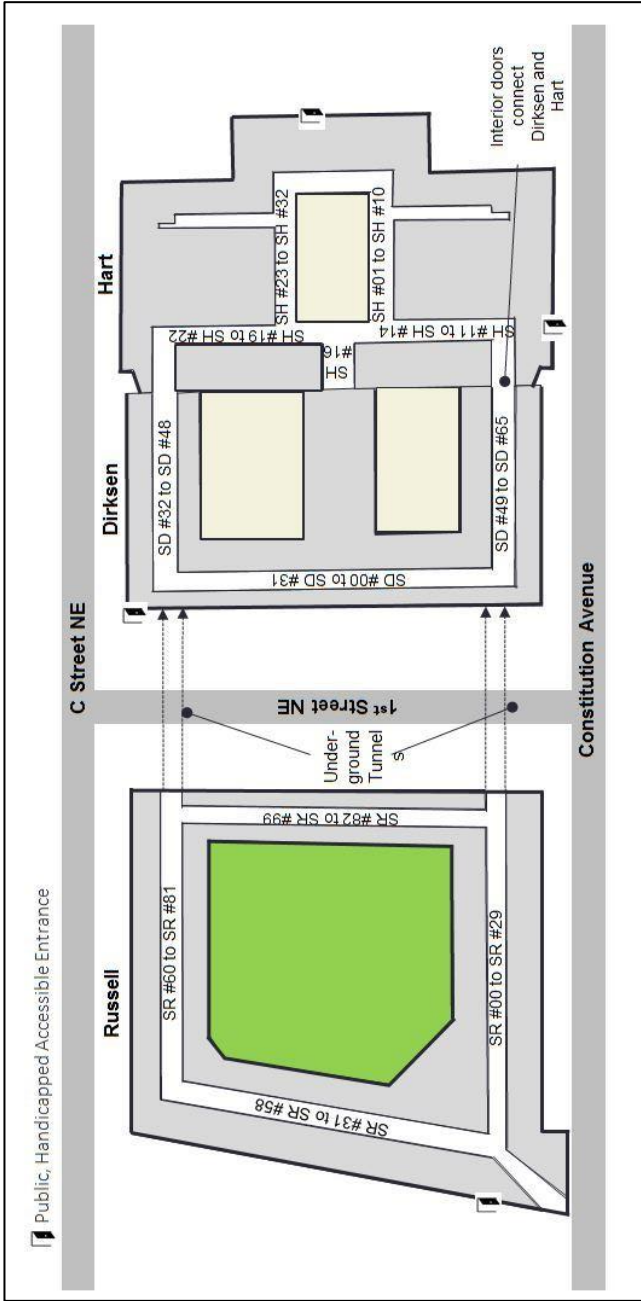 Public, Handicapped Accessible Entrance
C Street NE
Russell
Dirksen
Hart
SR #60 to SR #81
SR #31 to SR #58
SR #82 to SR #99
SR #00 to SR #29
Under-
ground
Tunnel
s
1st Street NE
SD #32 to SD #48
SD #00 to SD #31
SD #49 to SD #65
SH #19 to SH #22
SH #23 to SH #32
SH
#16
SH #01 to SH #10
SH #11 to SH #14
Interior doors
connect
Dirksen and
Hart
Constitution Avenue